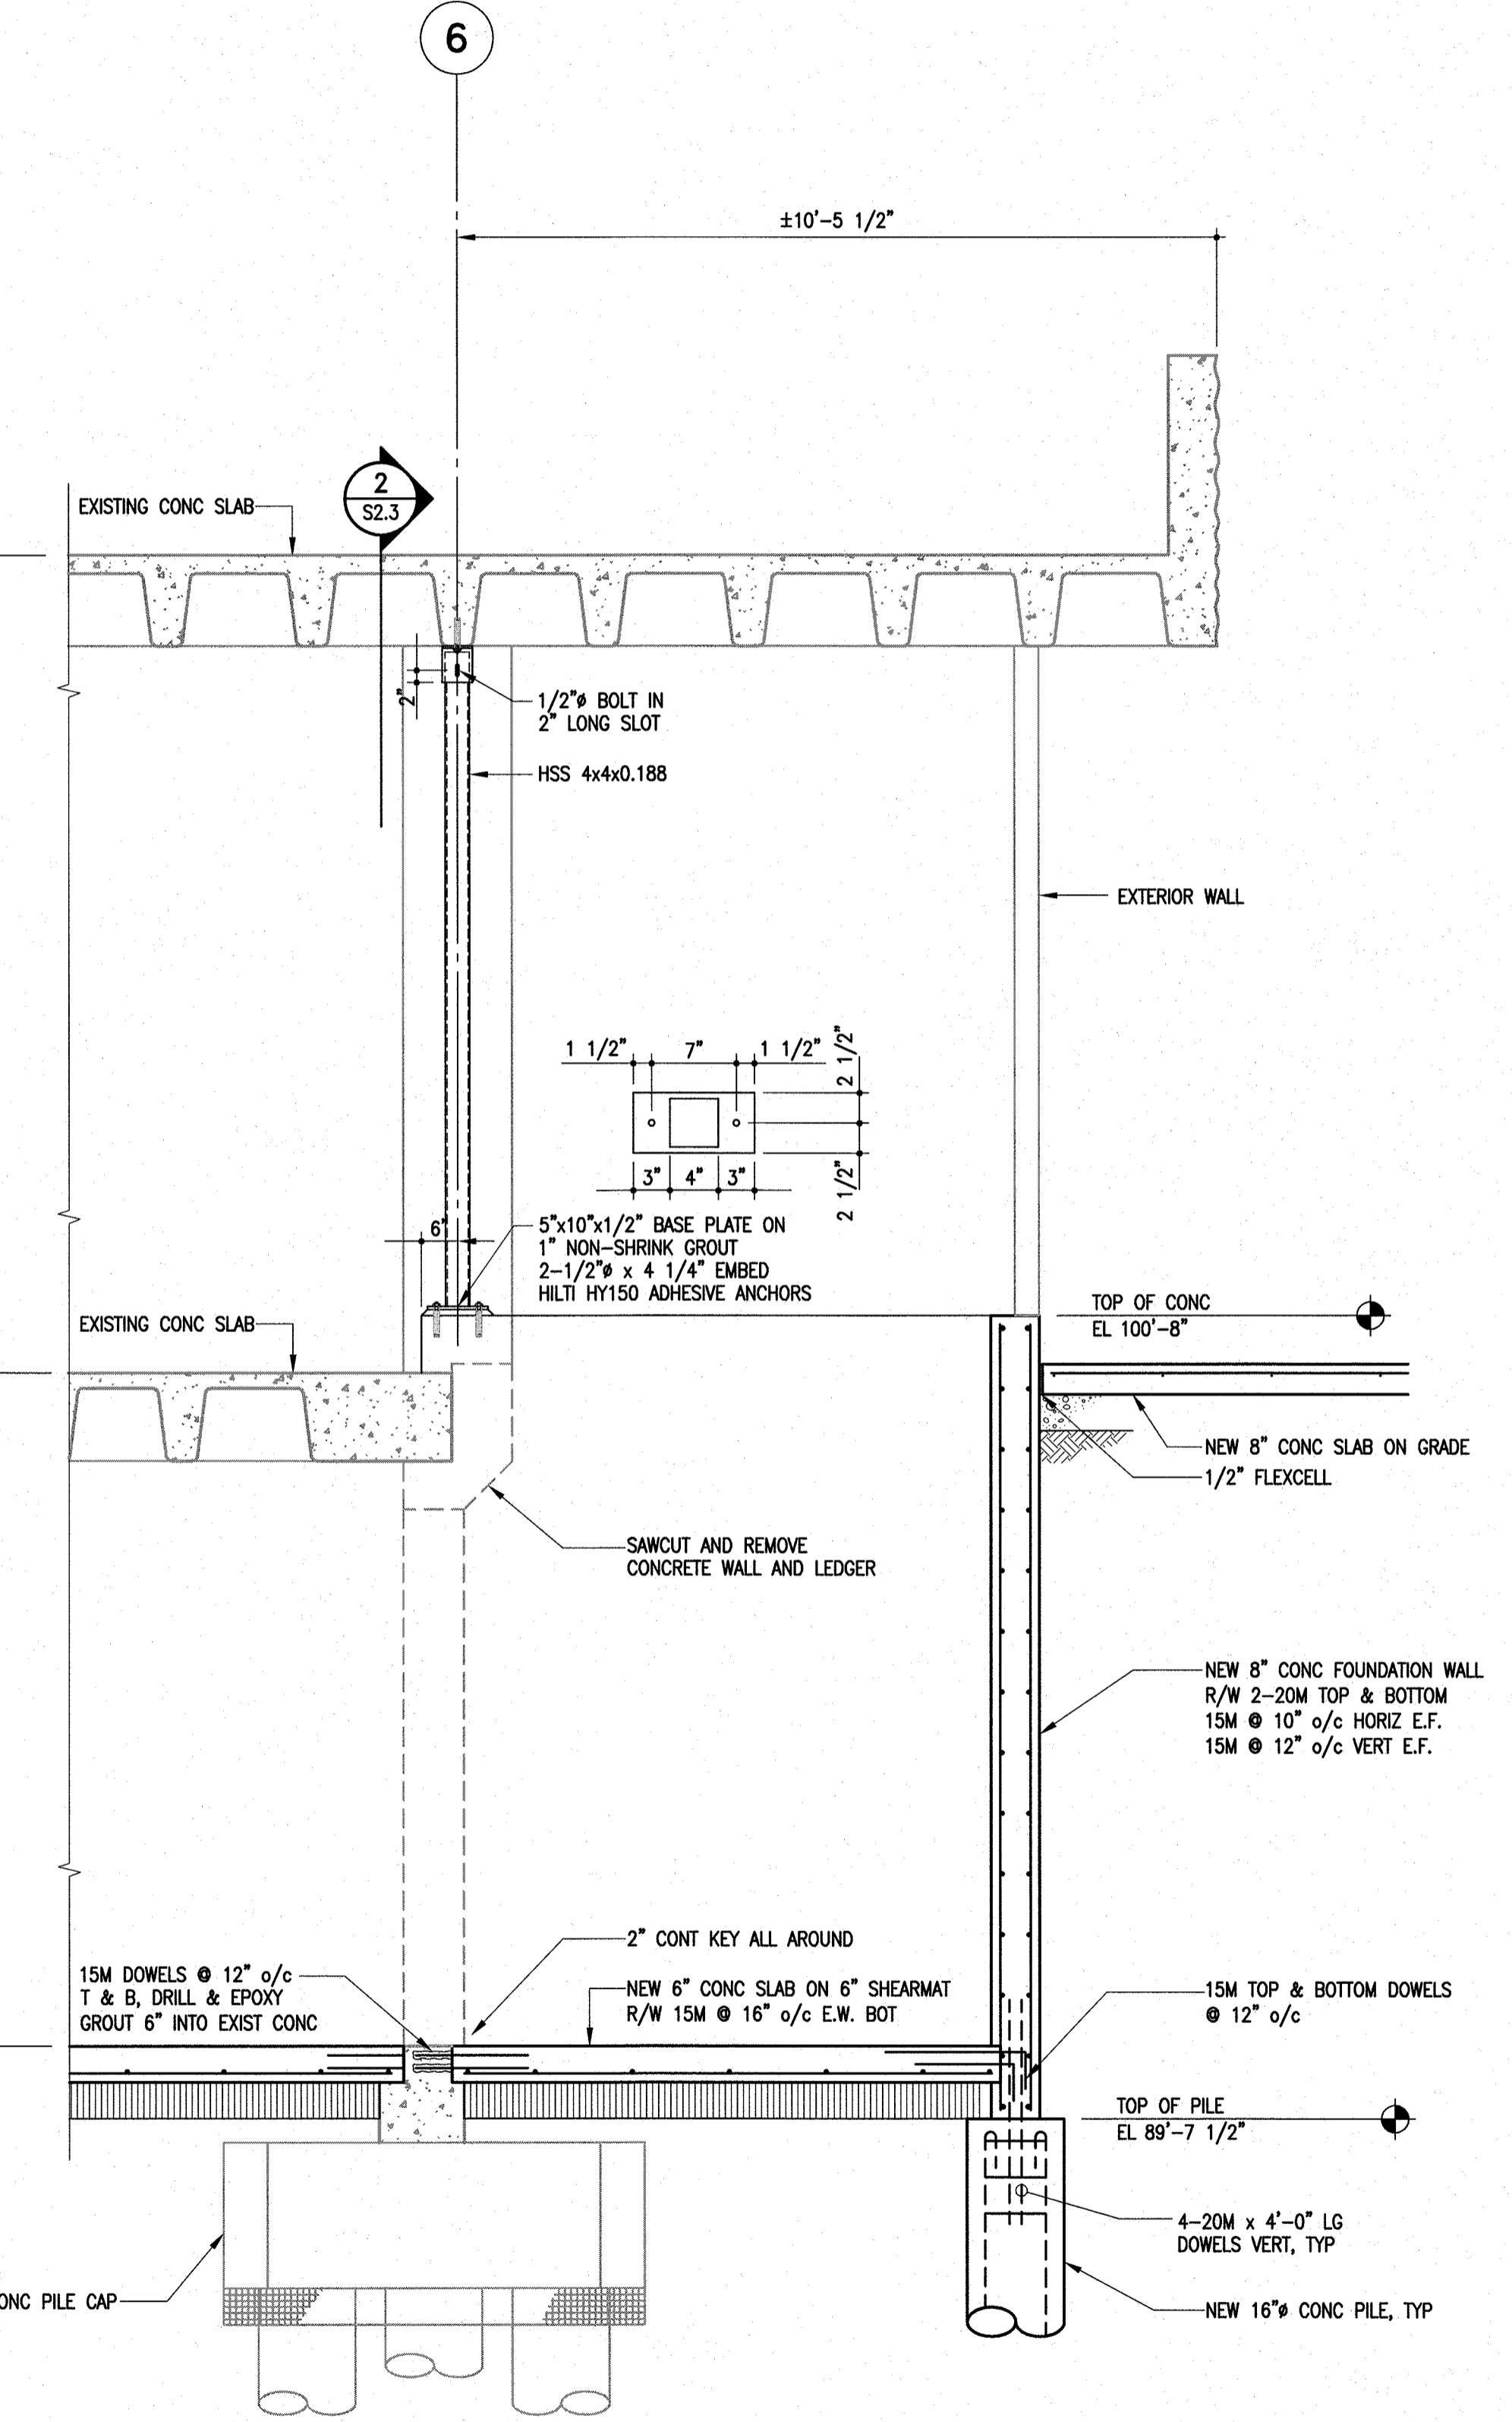 6
±10'-5 1/2"
2
S2.3
EXISTING CONC SLAB
2"
1/2"ø BOLT IN
2" LONG SLOT
HSS 4x4x0.188
EXTERIOR WALL
1 1/2" 7" 1 1/2"
2 1/2"
3" 4" 3"
2 1/2"
6"
5"x10"x1/2" BASE PLATE ON
1" NON-SHRINK GROUT
2-1/2"ø x 4 1/4" EMBED
HILTI HY150 ADHESIVE ANCHORS
TOP OF CONC
EL 100'-8"
EXISTING CONC SLAB
NEW 8" CONC SLAB ON GRADE
1/2" FLEXCELL
SAWCUT AND REMOVE
CONCRETE WALL AND LEDGER
NEW 8" CONC FOUNDATION WALL
R/W 2-20M TOP & BOTTOM
15M @ 10" o/c HORIZ E.F.
15M @ 12" o/c VERT E.F.
2" CONT KEY ALL AROUND
15M DOWELS @ 12" o/c
T & B, DRILL & EPOXY
GROUT 6" INTO EXIST CONC
NEW 6" CONC SLAB ON 6" SHEARMAT
R/W 15M @ 16" o/c E.W. BOT
15M TOP & BOTTOM DOWELS
@ 12" o/c
TOP OF PILE
EL 89'-7 1/2"
4-20M x 4'-0" LG
DOWELS VERT, TYP
ONC PILE CAP
NEW 16"ø CONC PILE, TYP